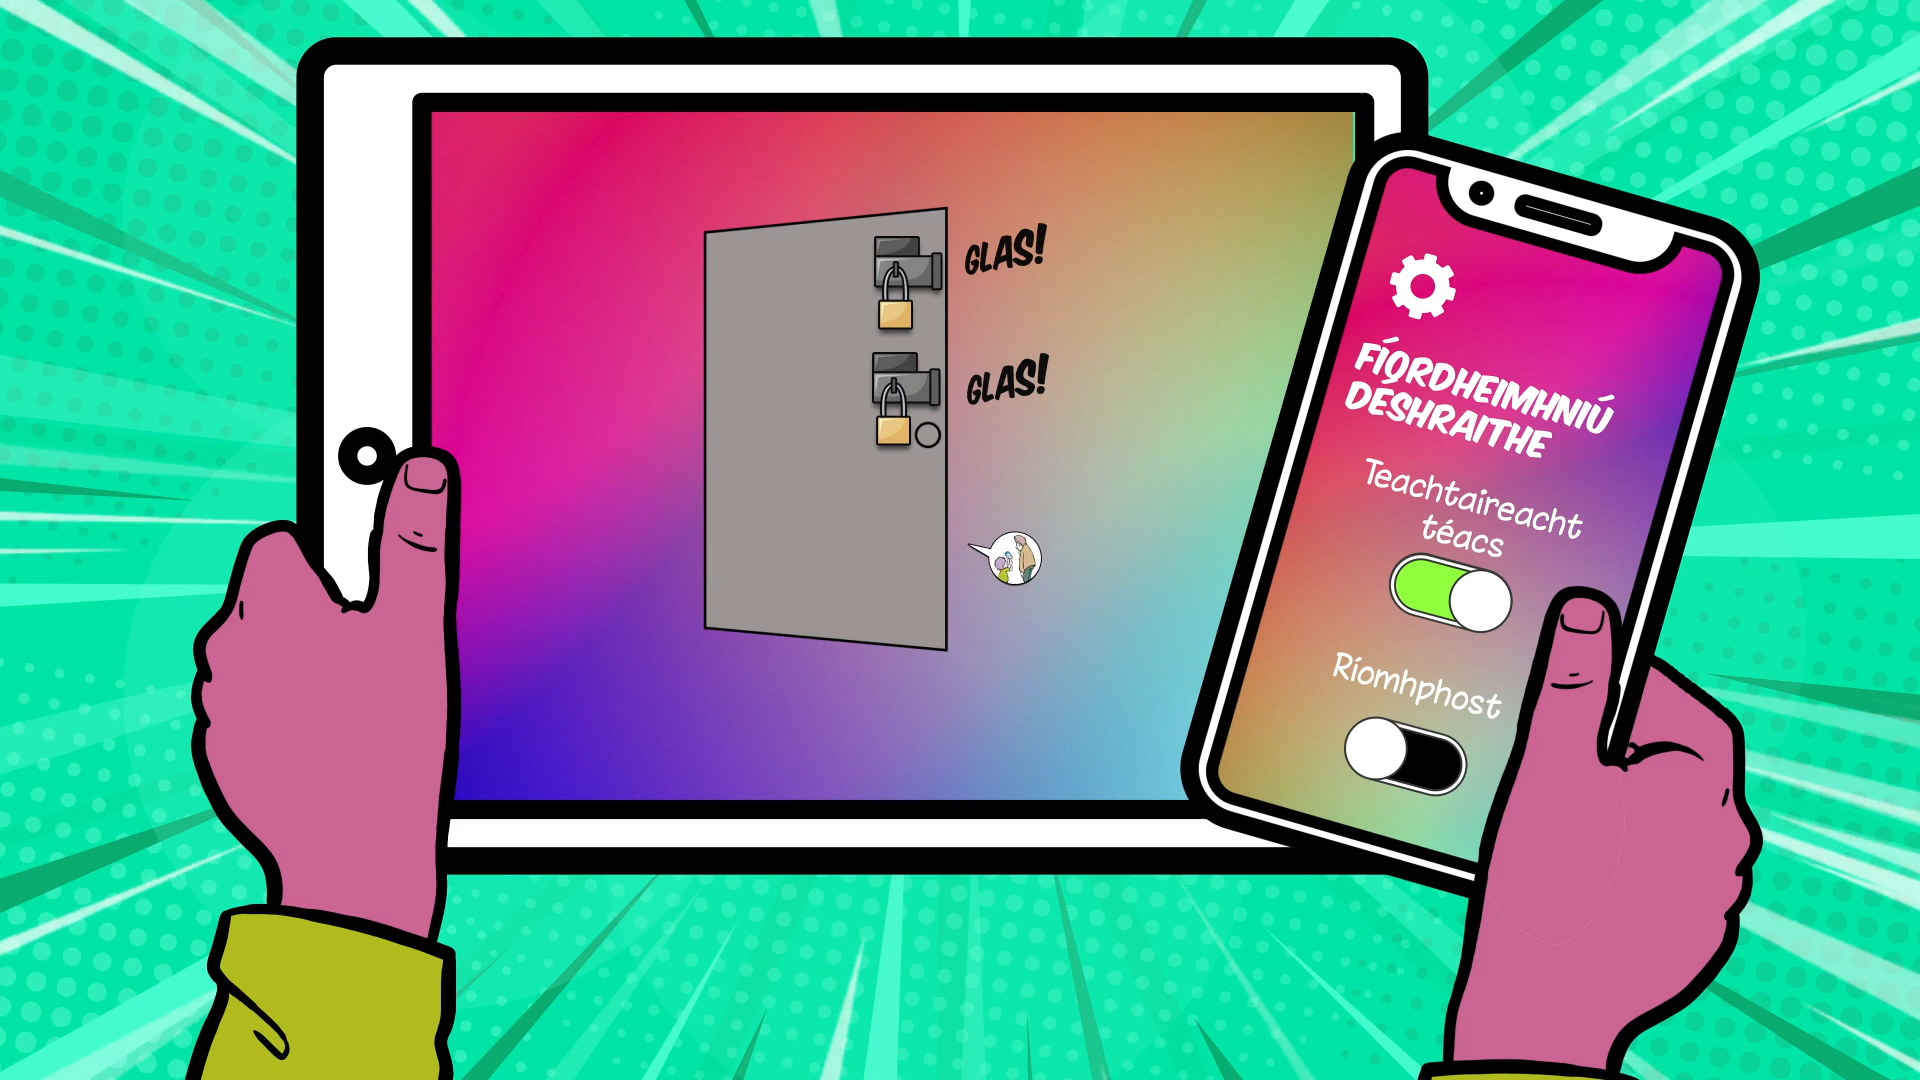 GLAS!
GLAS!
FÍORDHEIMHNIÚ
DÉSHRAITHE
Teachtaireacht
téacs
Ríomhphost